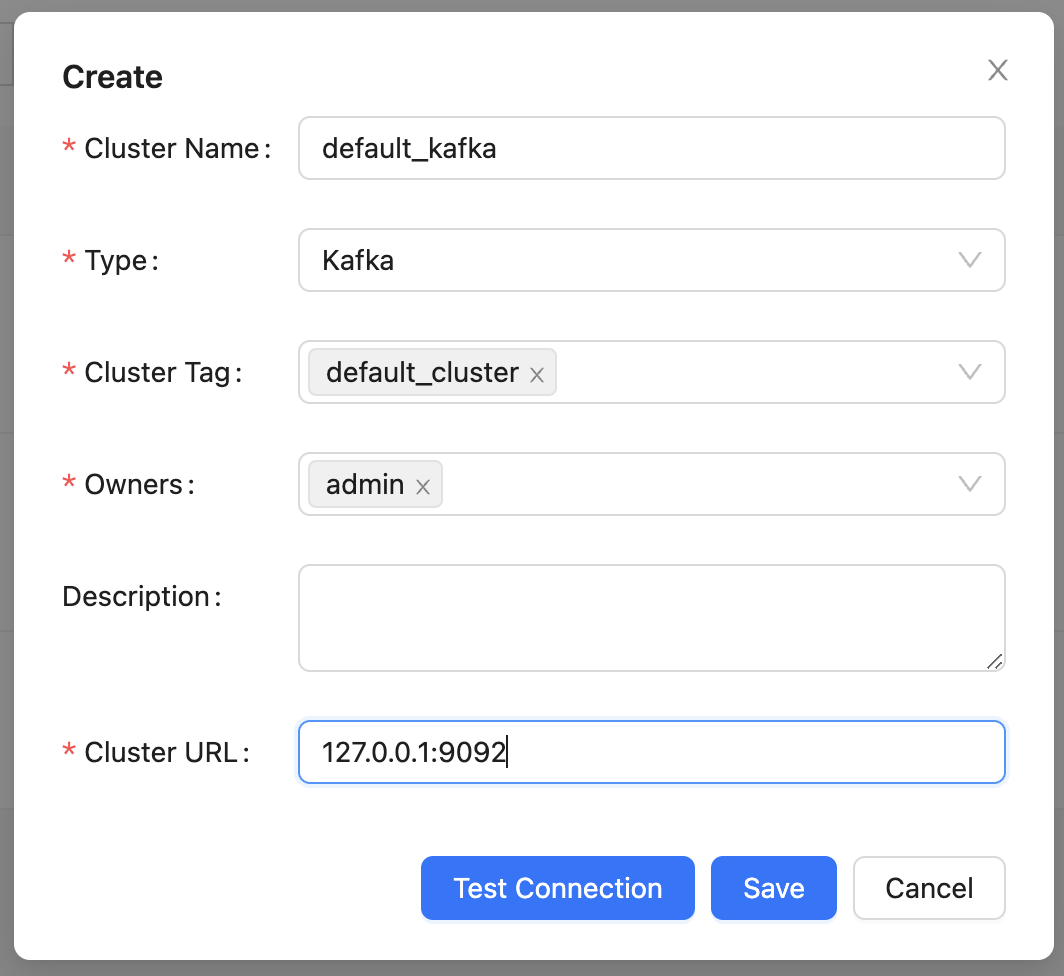 Create
* Cluster Name: default_kafka
* Type: Kafka
* Cluster Tag: default_cluster
* Owners: admin
Description:
* Cluster URL: 127.0.0.1:9092
Test Connection Save Cancel